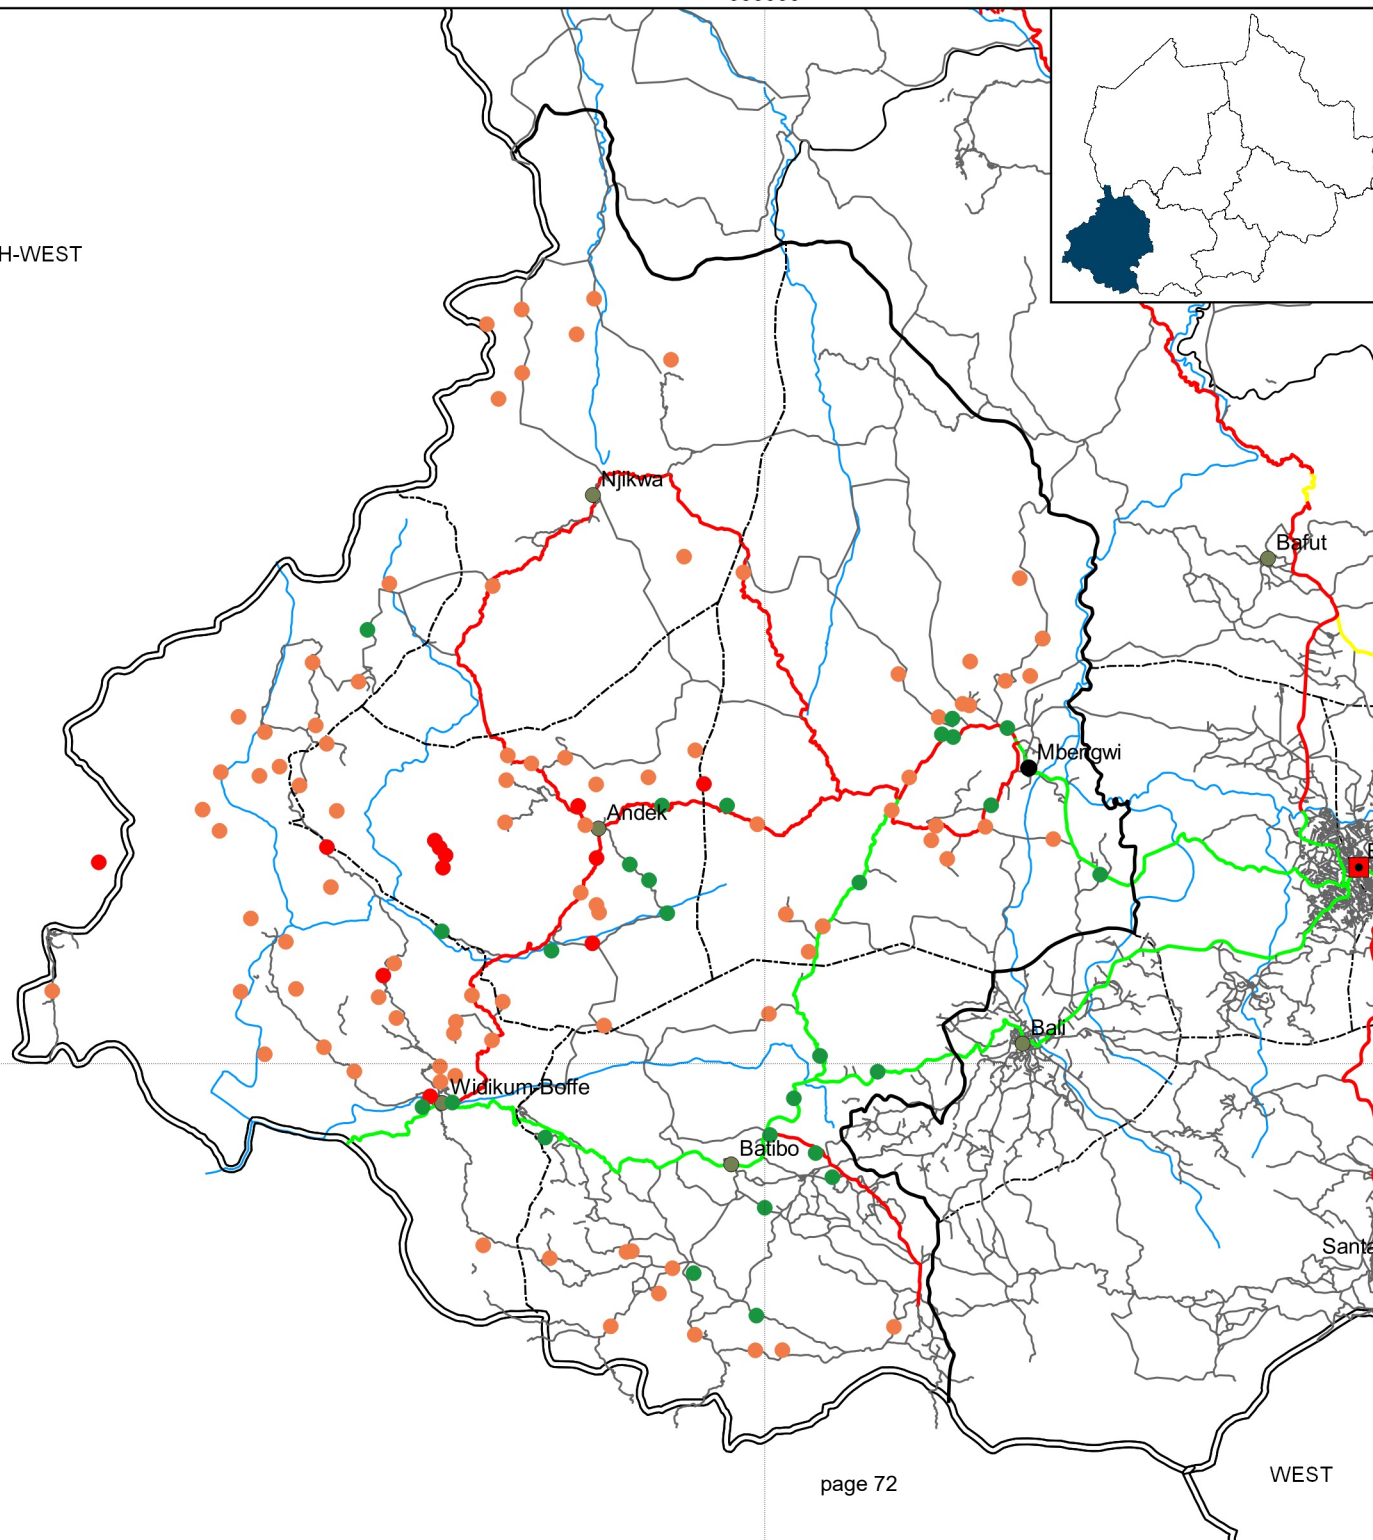 H-WEST
Njikwa
Bafut
Mbengwi
Andek
Bali
Widikum-Boffe
Batibo
Santa
page 72
WEST